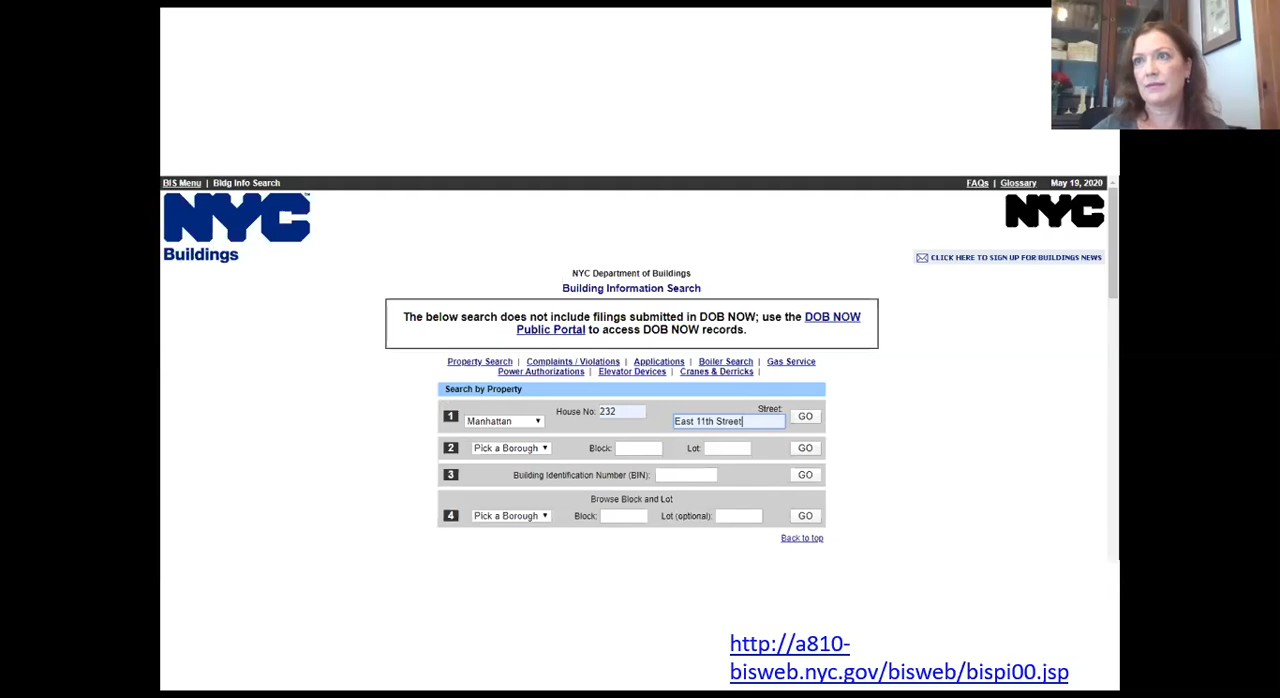 BIS Menu | Bldg Info Search
FAQs | Glossary May 19, 2020
NYC™
Buildings
NYC
CLICK HERE TO SIGN UP FOR BUILDINGS NEWS
NYC Department of Buildings
Building Information Search
The below search does not include filings submitted in DOB NOW; use the DOB NOW
Public Portal to access DOB NOW records.
Property Search | Complaints / Violations | Applications | Boiler Search | Gas Service
Power Authorizations | Elevator Devices | Cranes & Derricks |
Search by Property
1 Manhattan House No: 232 Street: East 11th Street GO
2 Pick a Borough Block: Lot: GO
3 Building Identification Number (BIN): GO
Browse Block and Lot
4 Pick a Borough Block: Lot (optional): GO
Back to top
http://a810-
bisweb.nyc.gov/bisweb/bispi00.jsp